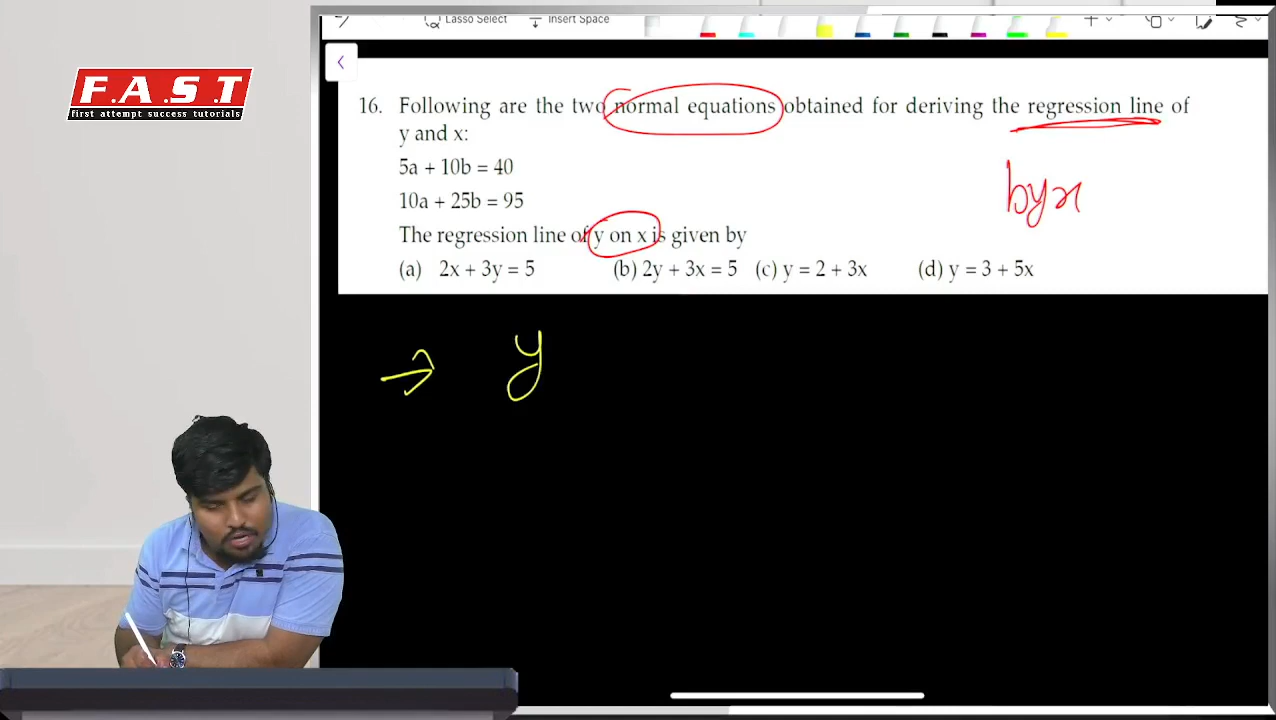 Lasso Select
Insert Space
F.A.S.T
first attempt success tutorials
16. Following are the two normal equations obtained for deriving the regression line of
y and x:
5a + 10b = 40
10a + 25b = 95
The regression line of y on x is given by
(a) 2x + 3y = 5 (b) 2y + 3x = 5 (c) y = 2 + 3x (d) y = 3 + 5x
byx
y